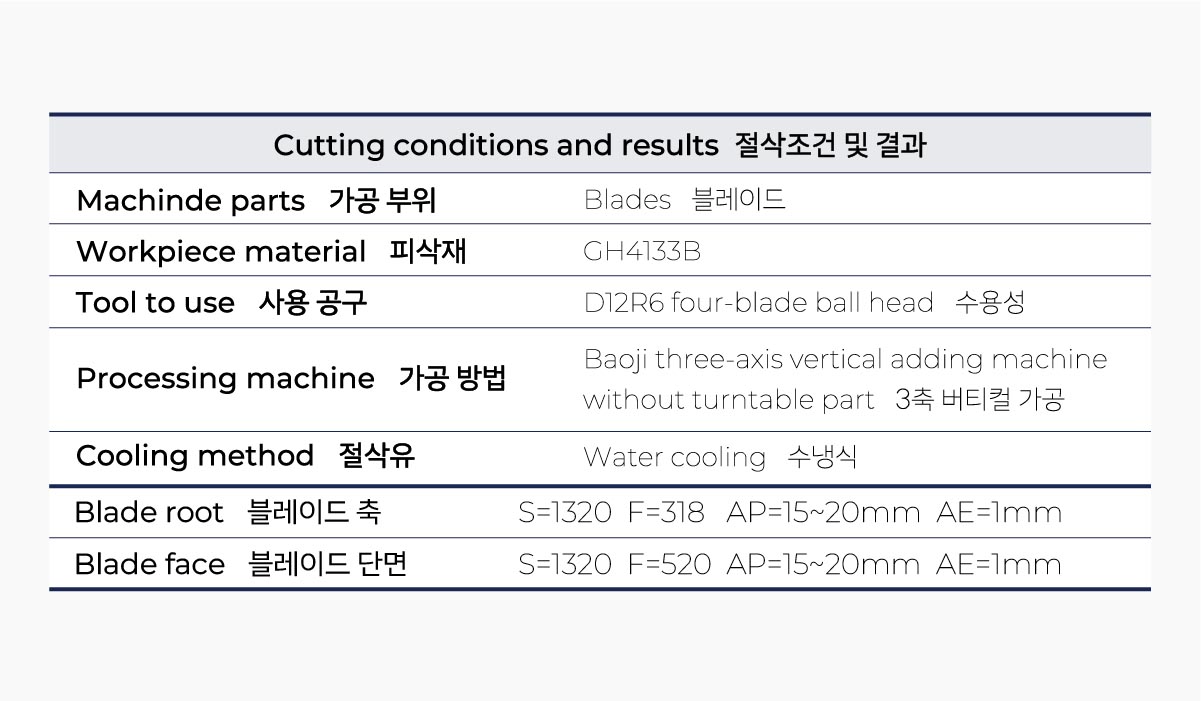 Cutting conditions and results 절삭조건 및 결과
Machinde parts 가공 부위 Blades 블레이드
Workpiece material 피삭재 GH4133B
Tool to use 사용 공구 D12R6 four-blade ball head 수용성
Processing machine 가공 방법 Baoji three-axis vertical adding machine
without turntable part 3축 버티컬 가공
Cooling method 절삭유 Water cooling 수냉식
Blade root 블레이드 축 S=1320 F=318 AP=15~20mm AE=1mm
Blade face 블레이드 단면 S=1320 F=520 AP=15~20mm AE=1mm